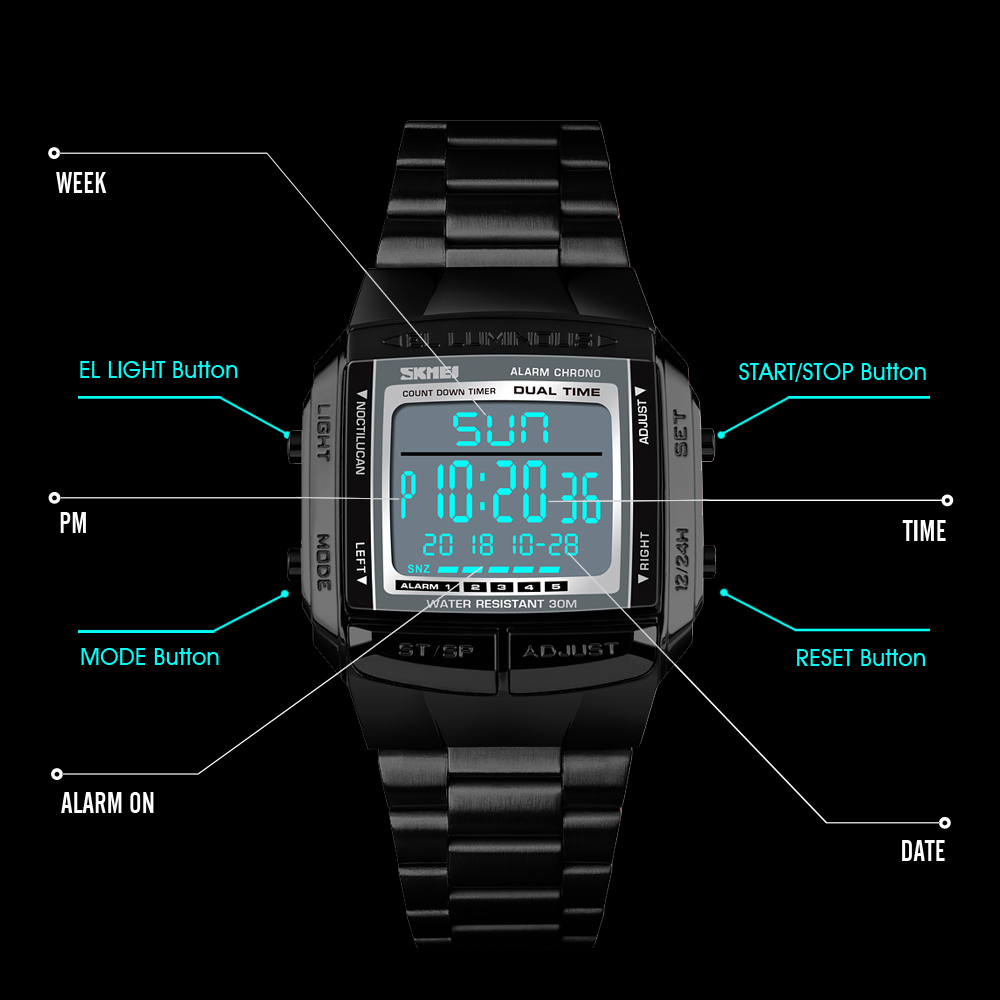 WEEK
EL LUMINOUS
EL LIGHT Button
START/STOP Button
SKMEI
ALARM CHRONO
COUNT DOWN TIMER
DUAL TIME
LIGHT
NOCTILUCAN
ADJUST
SET
SUN
P 10:20 36
PM
TIME
20 18 10-28
SNZ
ALARM 1 2 3 4 5
WATER RESISTANT 30M
MODE
LEFT
RIGHT
12/24H
ST/SP
ADJUST
MODE Button
RESET Button
ALARM ON
DATE